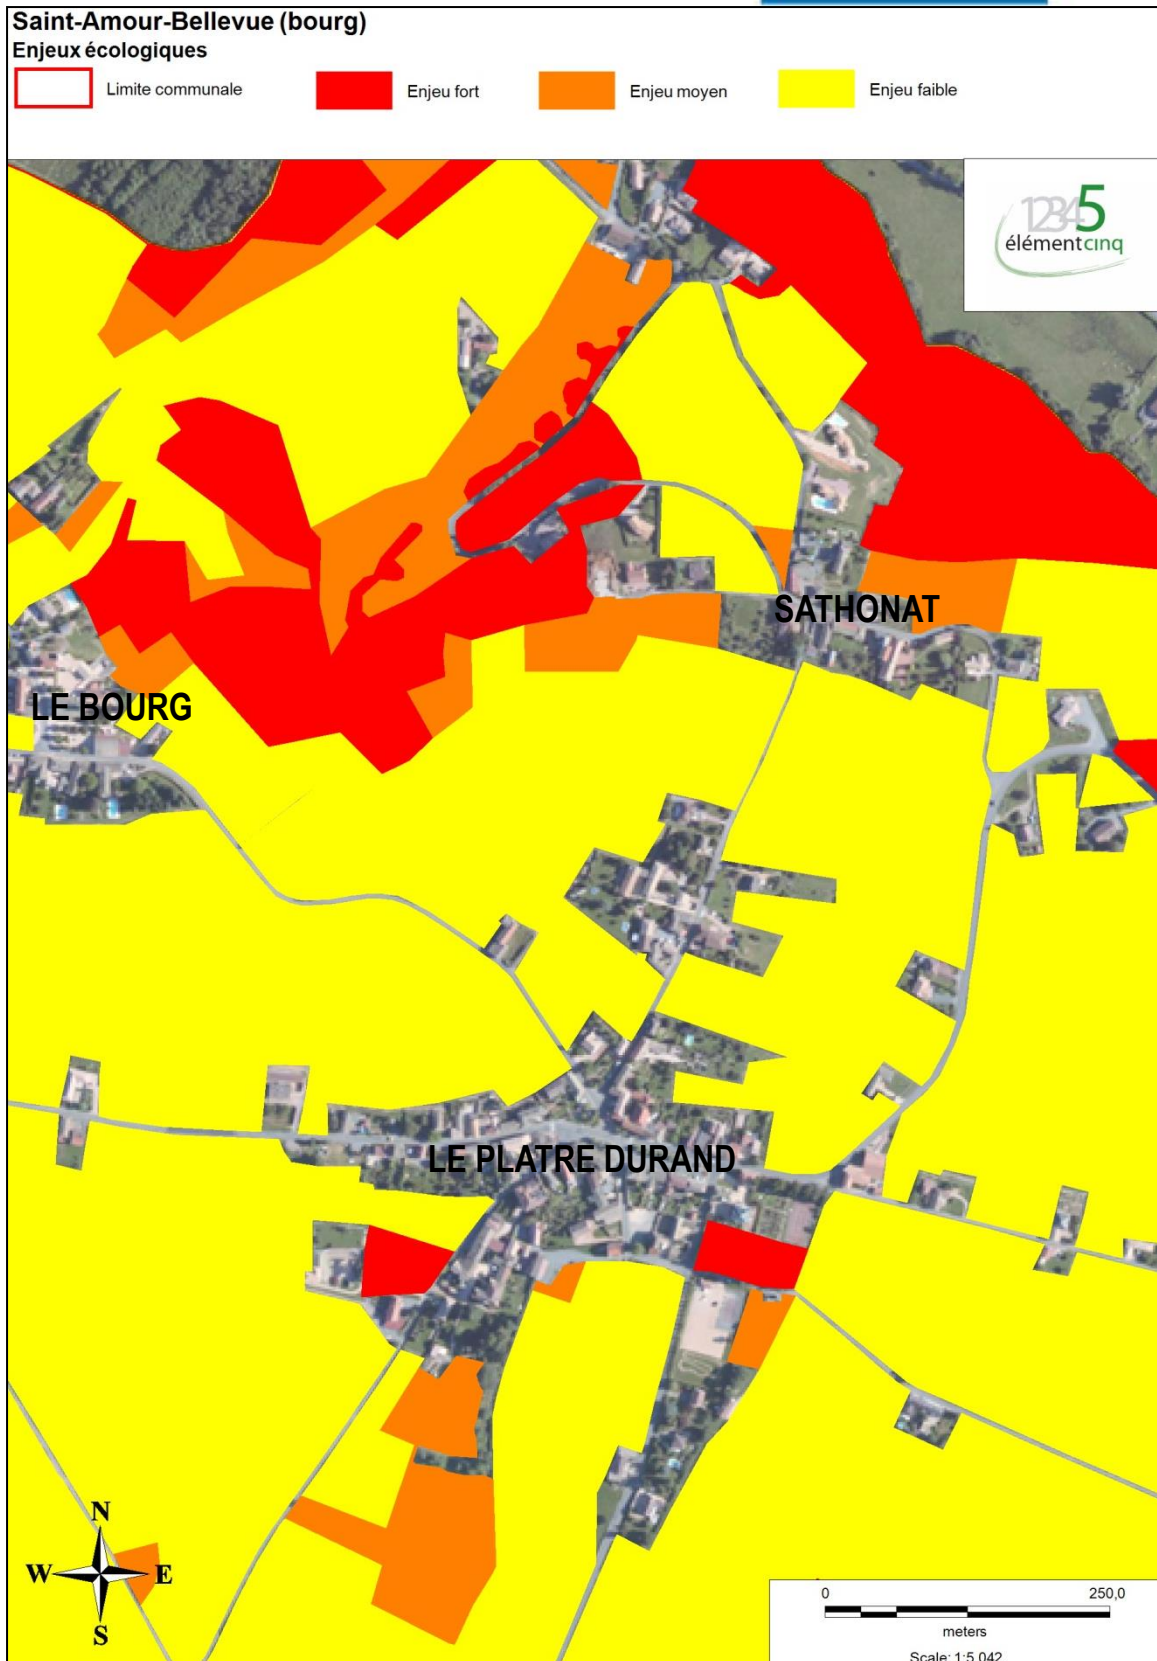 Saint-Amour-Bellevue (bourg)
Enjeux écologiques
Limite communale
Enjeu fort
Enjeu moyen
Enjeu faible
12345
élémentcinq
SATHONAT
LE BOURG
LE PLATRE DURAND
N
W E
S
0 250,0
meters
Scale: 1:5 042